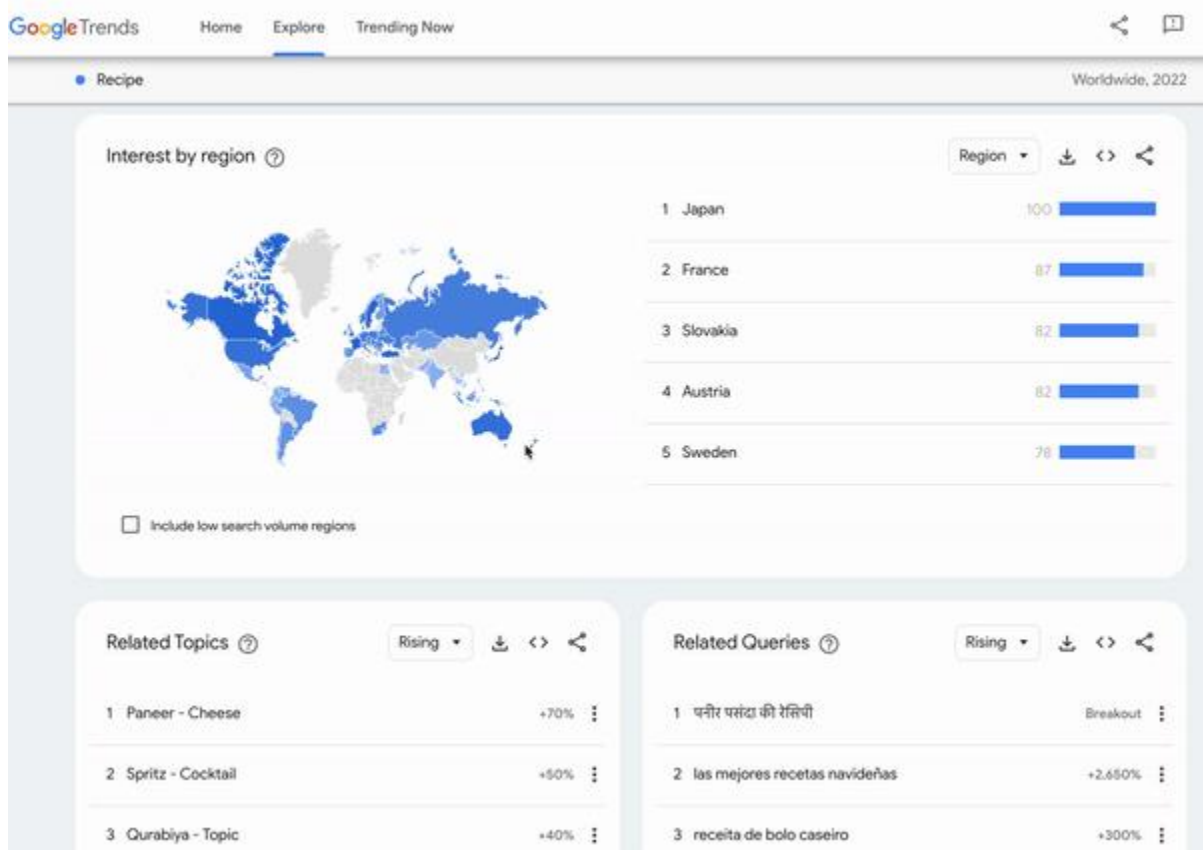 GoogleTrends Home Explore Trending Now
Recipe Worldwide, 2022
Interest by region Region
1 Japan 100
2 France 87
3 Slovakia 82
4 Austria 82
5 Sweden 78
Include low search volume regions
Related Topics Rising
1 Paneer - Cheese +70%
2 Spritz - Cocktail +50%
3 Qurabiya - Topic +40%
Related Queries Rising
1 पनीर पसंदा की रेसिपी Breakout
2 las mejores recetas navideñas +2,650%
3 receita de bolo caseiro +300%